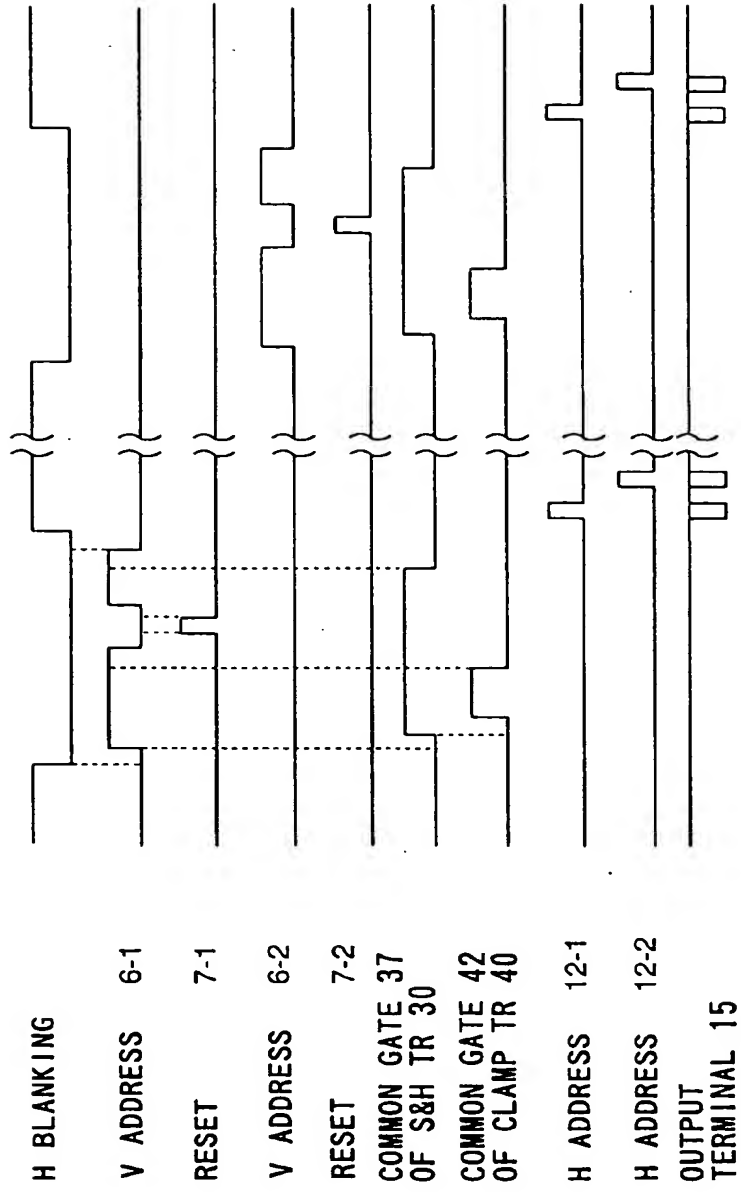 H BLANKING
V ADDRESS 6-1
RESET 7-1
V ADDRESS 6-2
RESET 7-2
COMMON GATE 37
OF S&H TR 30
COMMON GATE 42
OF CLAMP TR 40
H ADDRESS 12-1
H ADDRESS 12-2
OUTPUT
TERMINAL 15